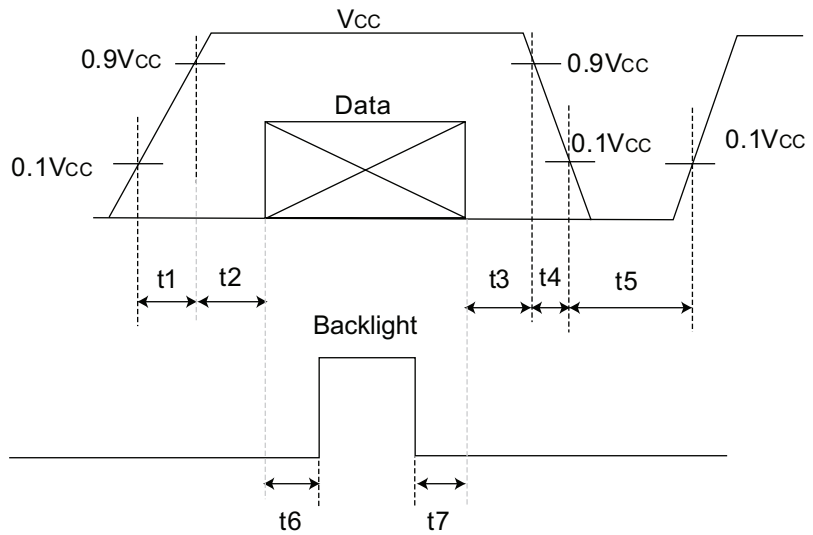 VCC
0.9VCC
0.9VCC
Data
0.1VCC
0.1VCC
0.1VCC
t1
t2
t3
t4
t5
Backlight
t6
t7